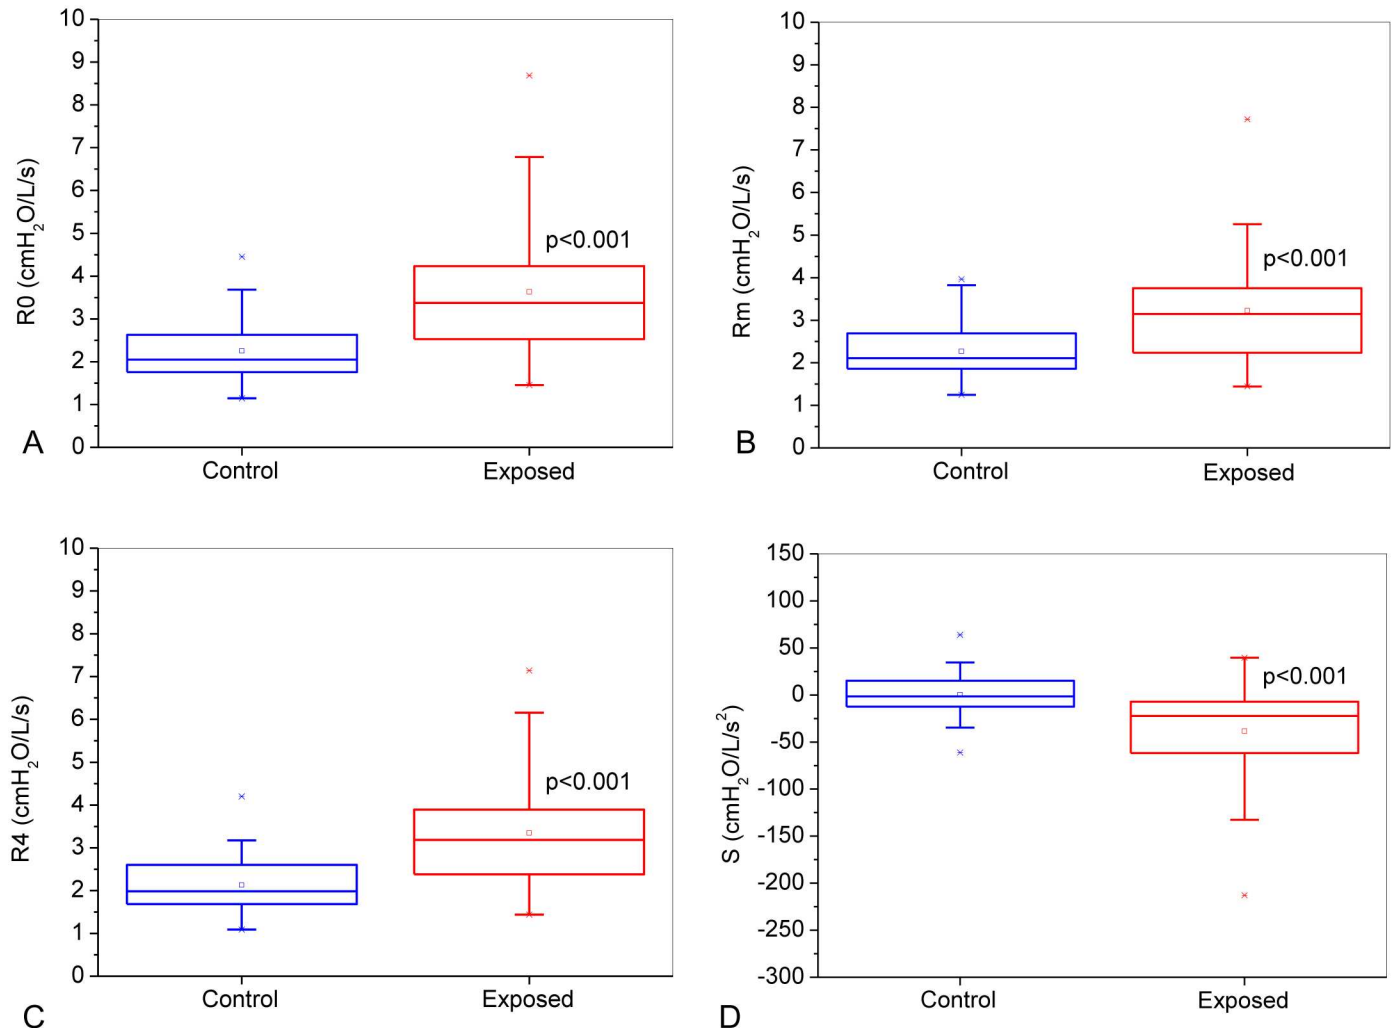 10
9
8
7
6
5
4
3
2
1
0
R0 (cmH₂O/L/s)
p<0.001
Control Exposed
A
10
9
8
7
6
5
4
3
2
1
0
Rm (cmH₂O/L/s)
p<0.001
Control Exposed
B
10
9
8
7
6
5
4
3
2
1
0
R4 (cmH₂O/L/s)
p<0.001
Control Exposed
C
150
100
50
0
-50
-100
-150
-200
-250
-300
S (cmH₂O/L/s²)
p<0.001
Control Exposed
D